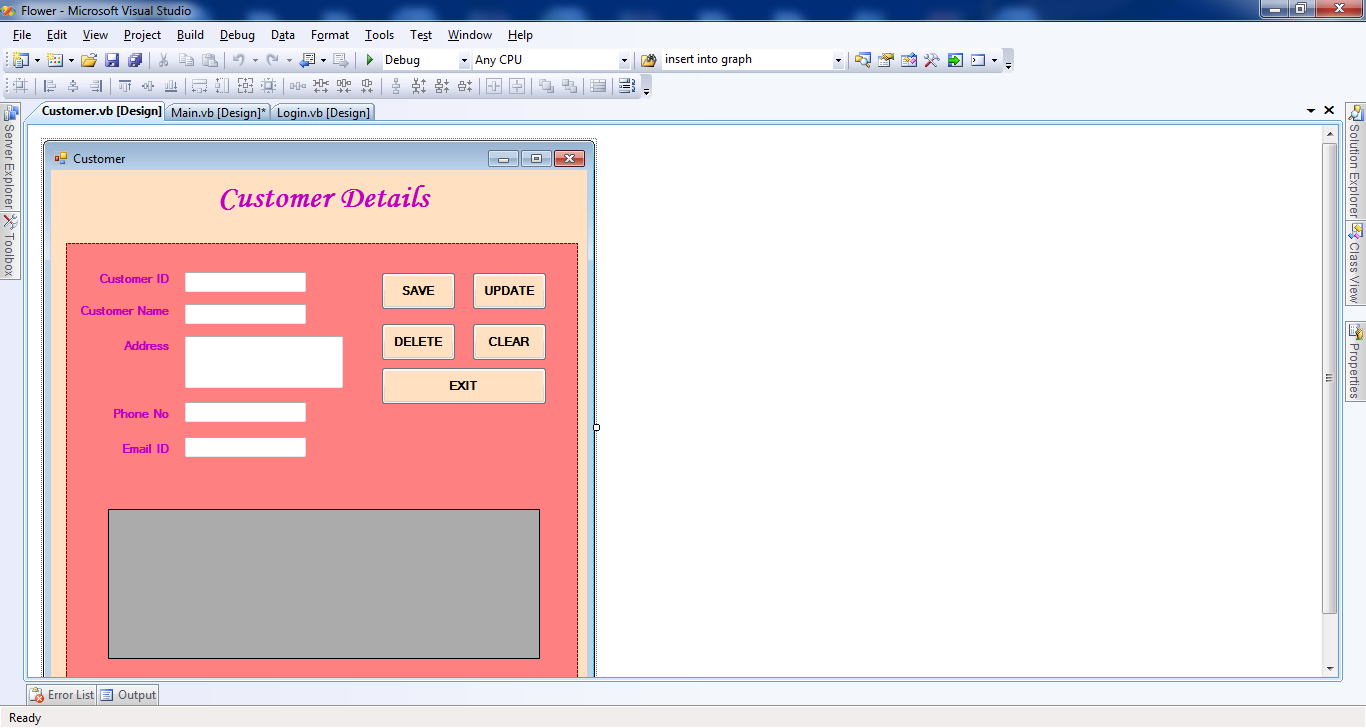 Flower - Microsoft Visual Studio
File Edit View Project Build Debug Data Format Tools Test Window Help
Debug Any CPU insert into graph
Customer.vb [Design] Main.vb [Design]* Login.vb [Design]
Server Explorer
Toolbox
Customer
Customer Details
Customer ID
SAVE UPDATE
Customer Name
Address
DELETE CLEAR
EXIT
Phone No
Email ID
Solution Explorer
Class View
Properties
Error List Output
Ready